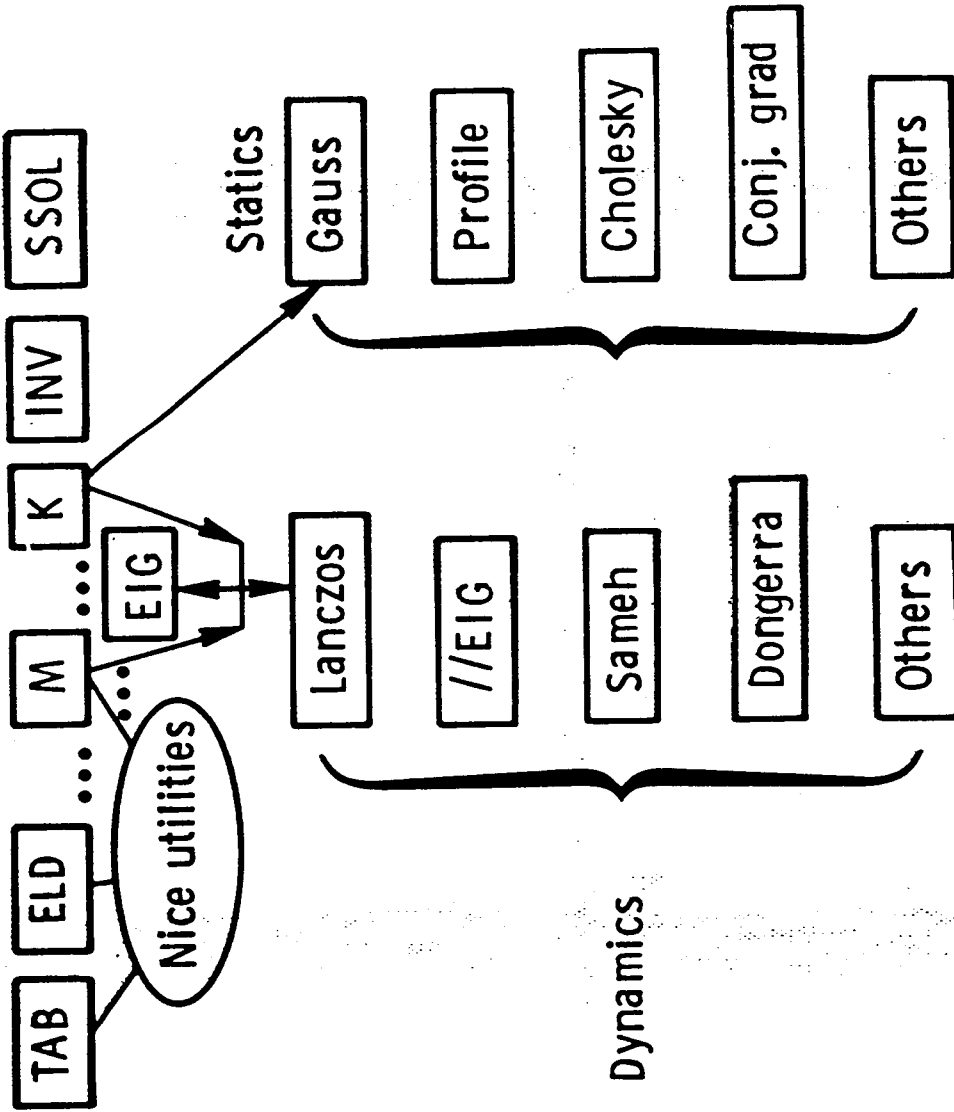 TAB
ELD
•••
M
•••
K
INV
SSOL
Nice utilities
•••
EIG
Statics
Lanczos
Gauss
//EIG
Profile
Sameh
Cholesky
Dynamics
Dongerra
Conj. grad
Others
Others